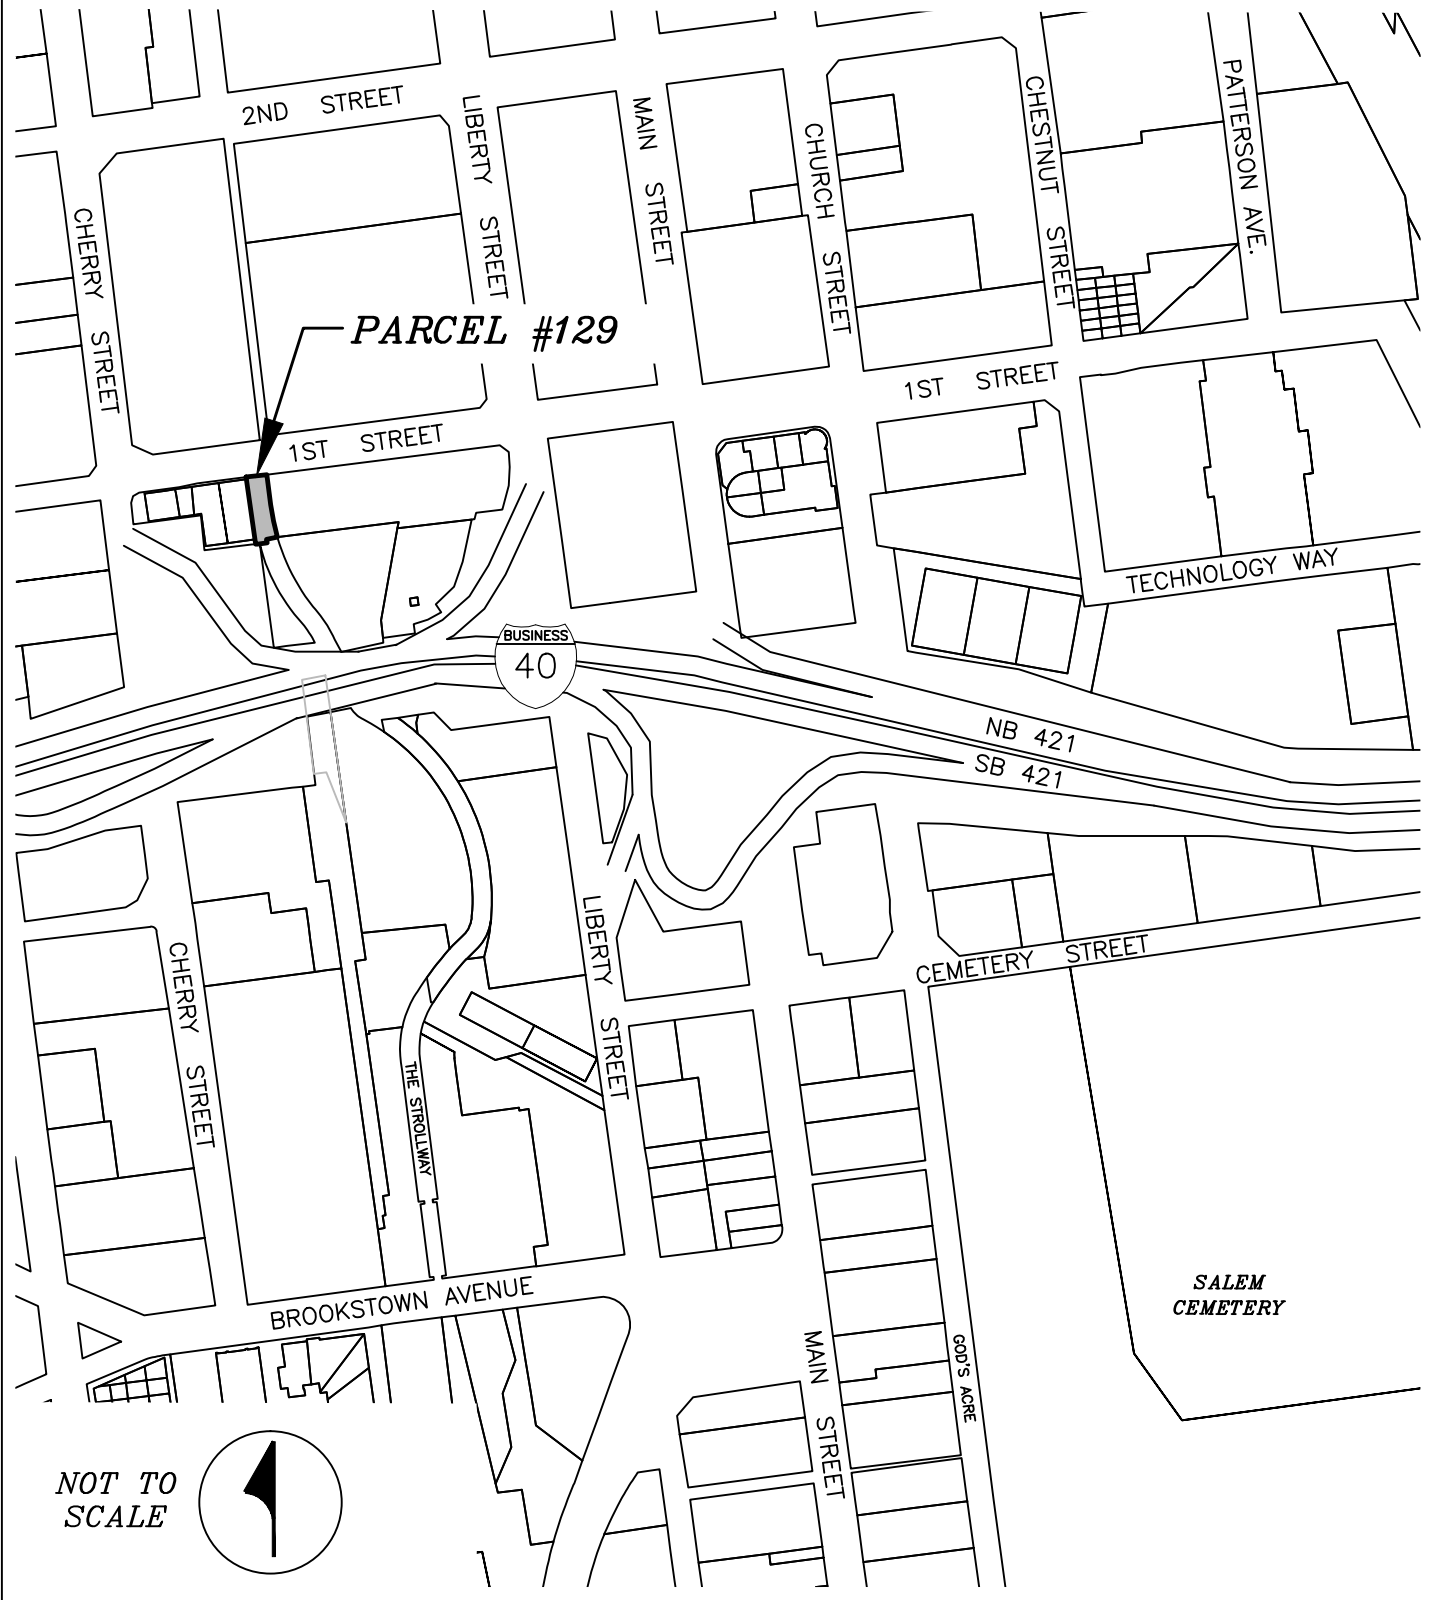 2ND STREET
LIBERTY STREET
MAIN STREET
CHURCH STREET
CHESTNUT STREET
PATTERSON AVE.
CHERRY STREET
PARCEL #129
1ST STREET
1ST STREET
TECHNOLOGY WAY
BUSINESS
40
NB 421
SB 421
LIBERTY STREET
CHERRY STREET
CEMETERY STREET
THE STROLLWAY
BROOKSTOWN AVENUE
SALEM
CEMETERY
MAIN STREET
GOD'S ACRE
NOT TO
SCALE